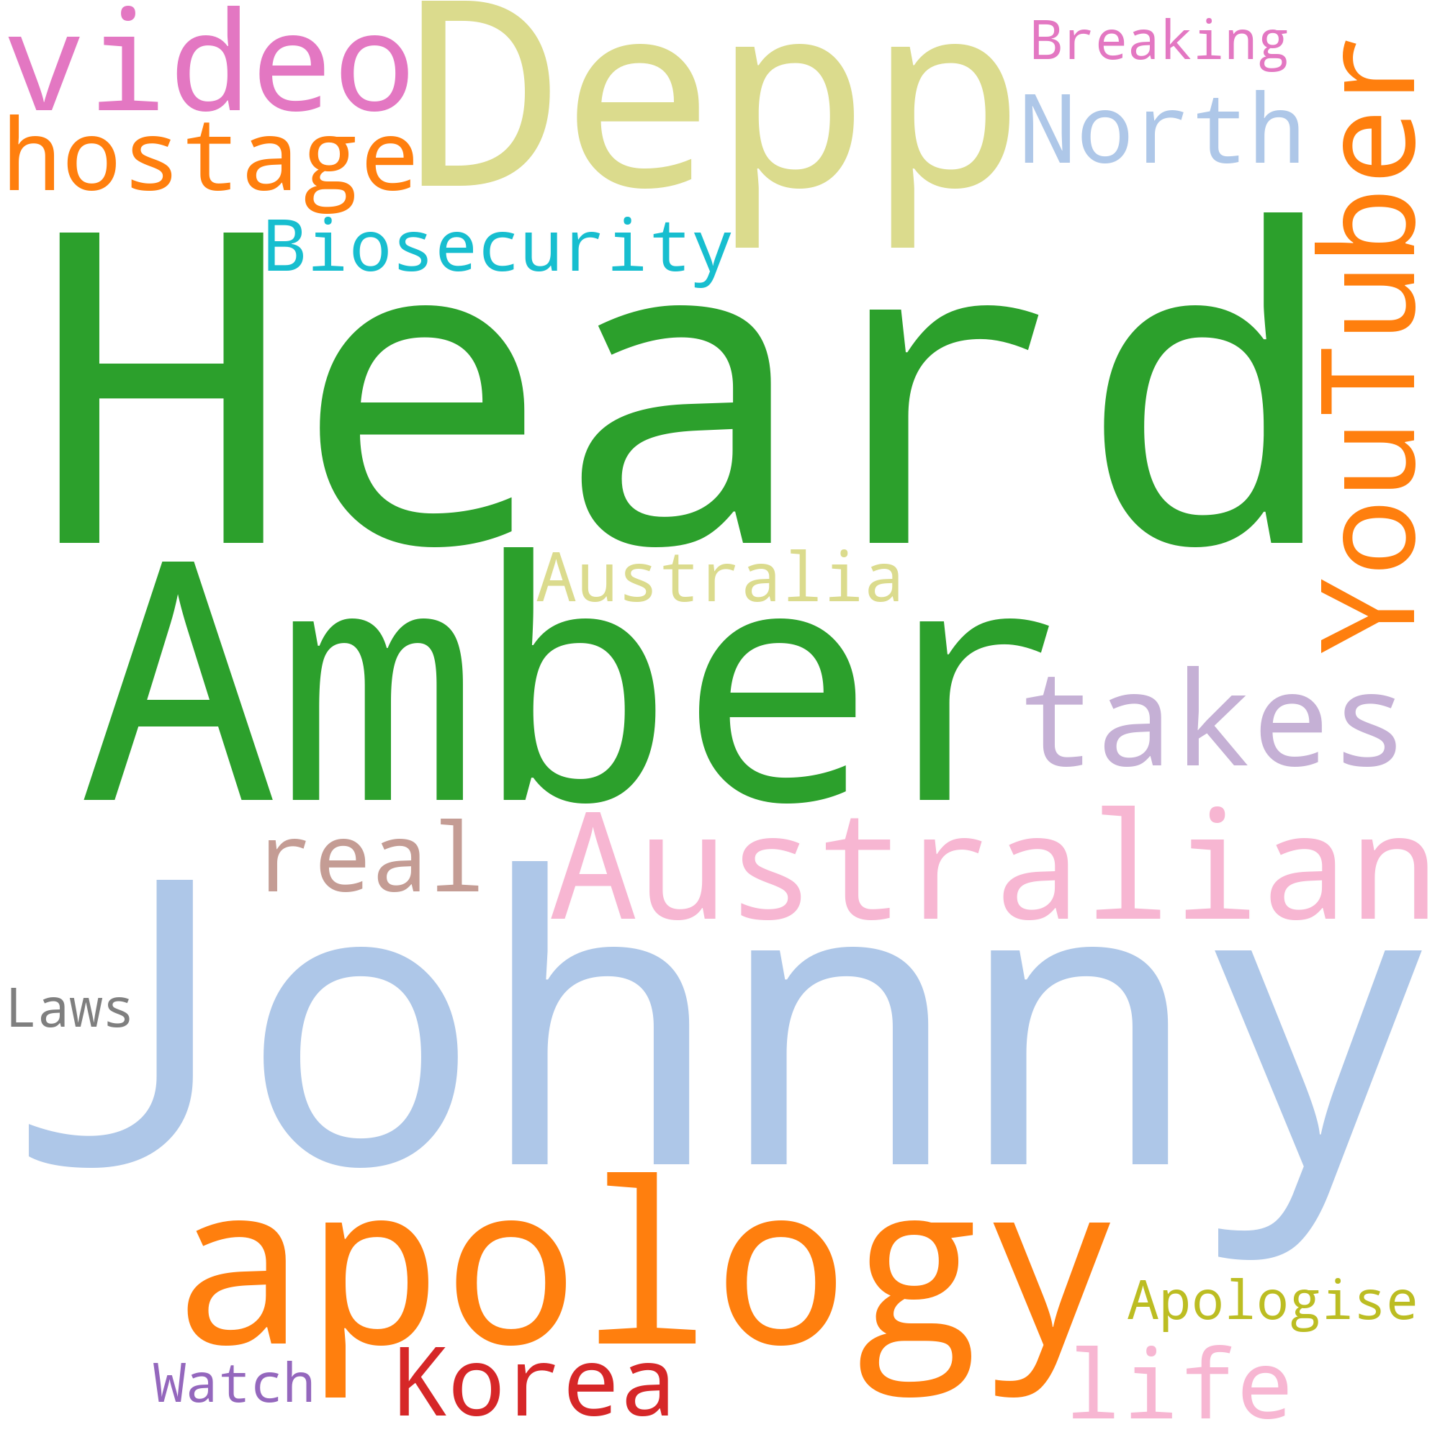 video
Depp
Breaking
hostage
North
YouTuber
Biosecurity
Heard
Australia
Amber
takes
real
Australian
Johnny
Laws
apology
Apologise
Watch
Korea
life